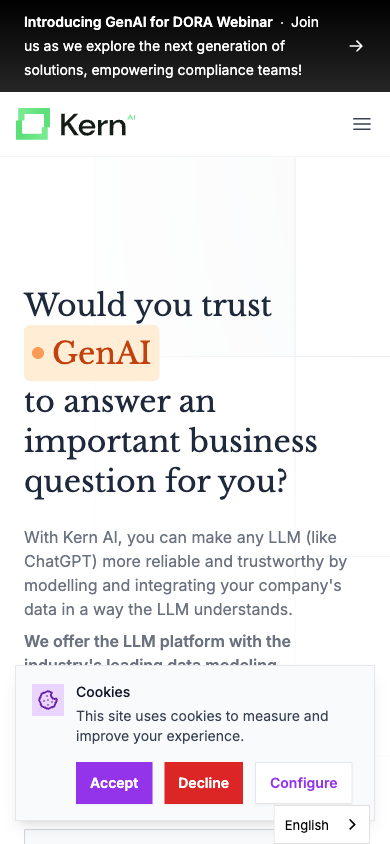 Introducing GenAI for DORA Webinar · Join
us as we explore the next generation of
solutions, empowering compliance teams!
Kern AI
Would you trust
GenAI
to answer an
important business
question for you?
With Kern AI, you can make any LLM (like
ChatGPT) more reliable and trustworthy by
modelling and integrating your company's
data in a way the LLM understands.
We offer the LLM platform with the
industry's leading data modeling
Cookies
This site uses cookies to measure and
improve your experience.
Accept
Decline
Configure
English